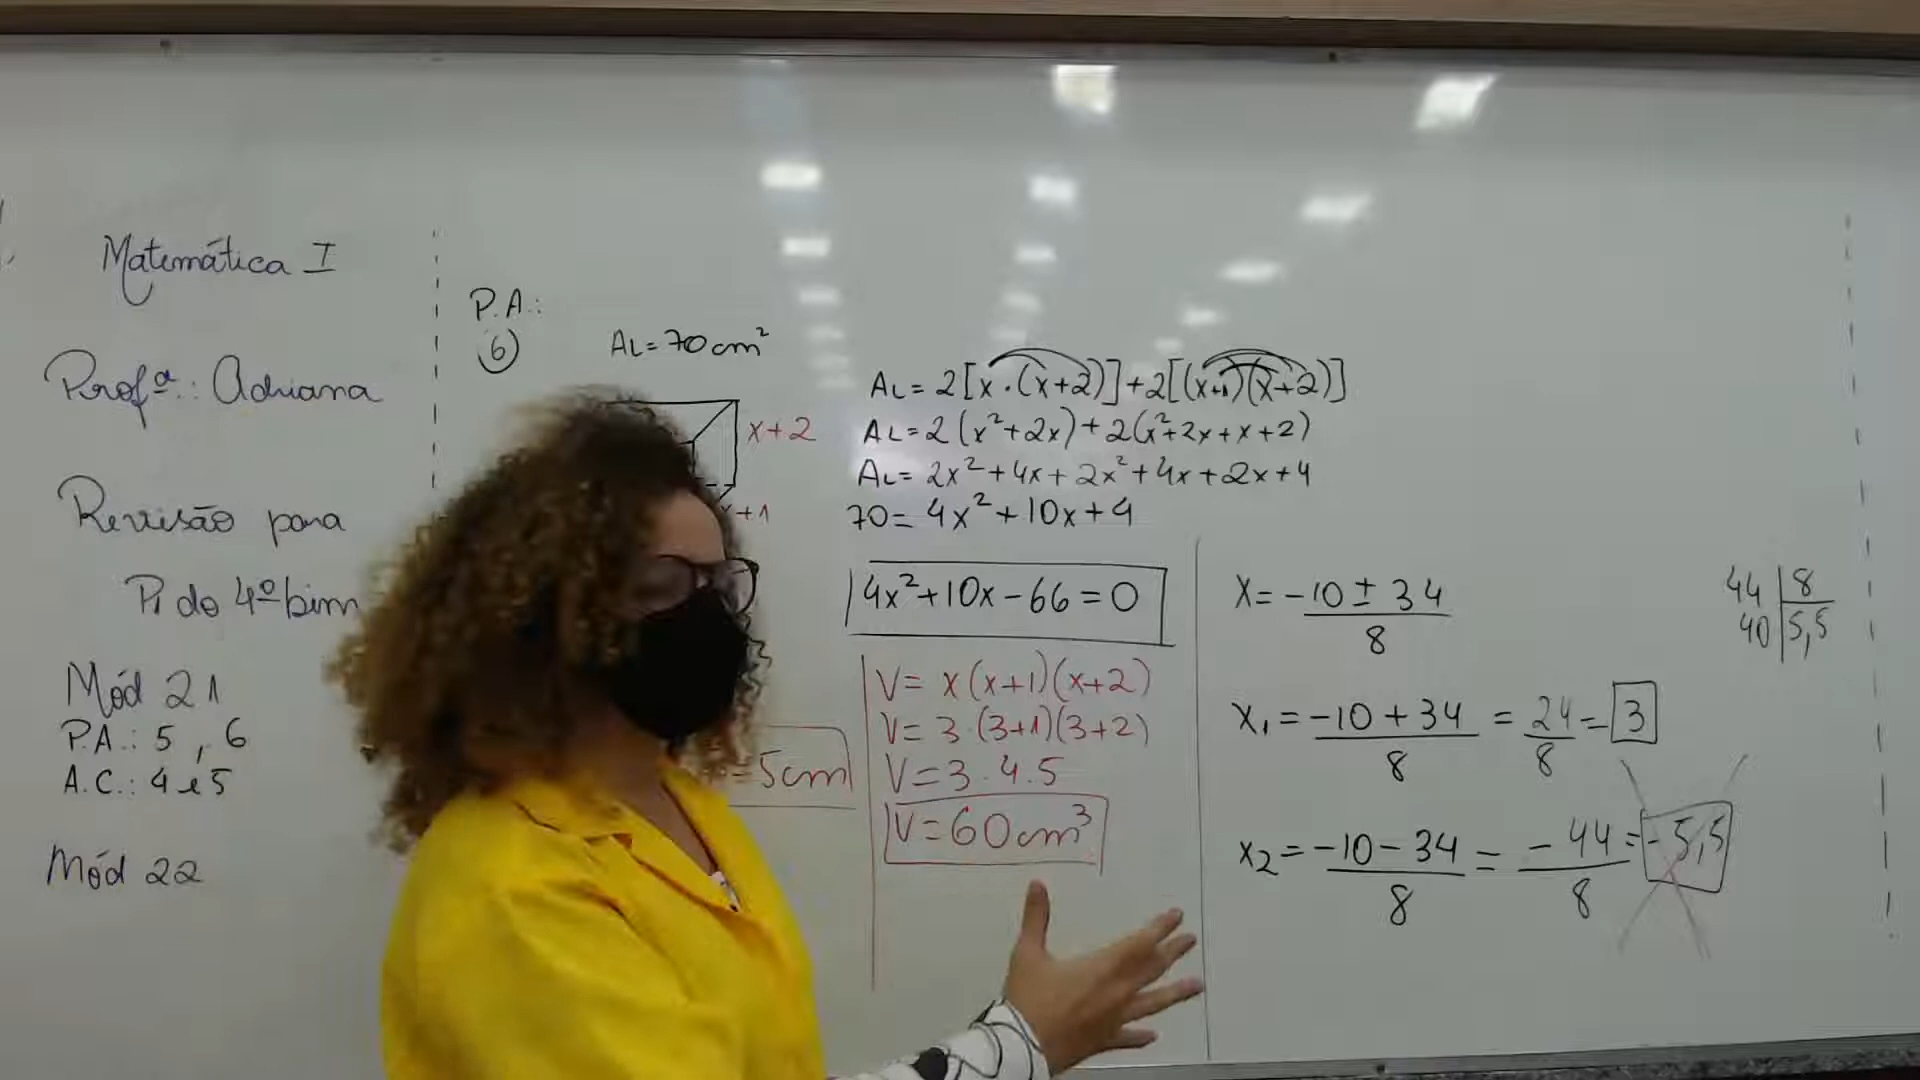 Matemática I
Profª.: Adriana
Revisão para
P1 do 4º bim
Mód 21
P.A.: 5, 6
A.C.: 4 e 5
Mód 22
P.A.:
6
AL = 70cm²
x+2
x+1
= 5cm
AL = 2[x.(x+2)]+2[(x+1)(x+2)]
AL = 2(x²+2x)+2(x²+2x+x+2)
AL = 2x²+4x+2x²+4x+2x+4
70 = 4x²+10x+4
4x²+10x-66=0
V = x(x+1)(x+2)
V = 3.(3+1)(3+2)
V = 3.4.5
V = 60cm³
X = -10 ± 34 / 8
x₁ = -10+34 / 8 = 24 / 8 = 3
x₂ = -10-34 / 8 = -44 / 8 = -5,5
44 | 8
40 | 5,5